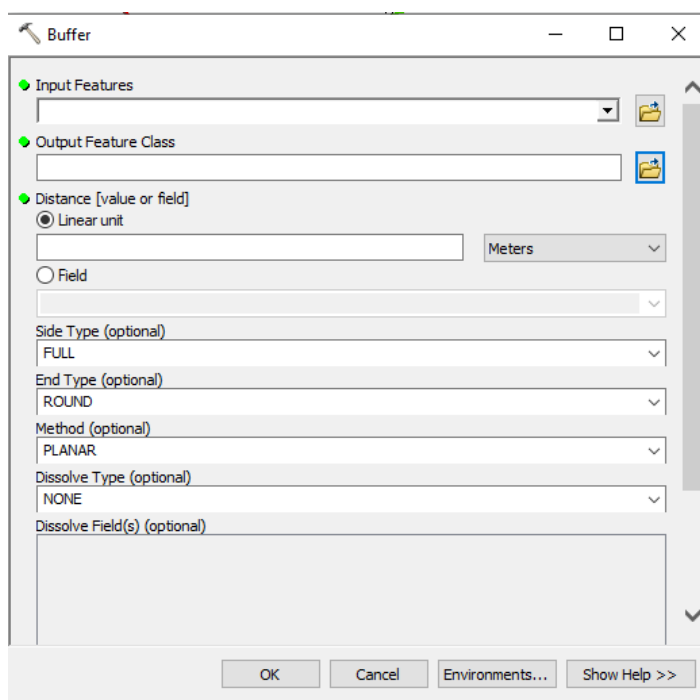 Buffer
Input Features
Output Feature Class
Distance [value or field]
Linear unit
Meters
Field
Side Type (optional)
FULL
End Type (optional)
ROUND
Method (optional)
PLANAR
Dissolve Type (optional)
NONE
Dissolve Field(s) (optional)
OK Cancel Environments... Show Help >>